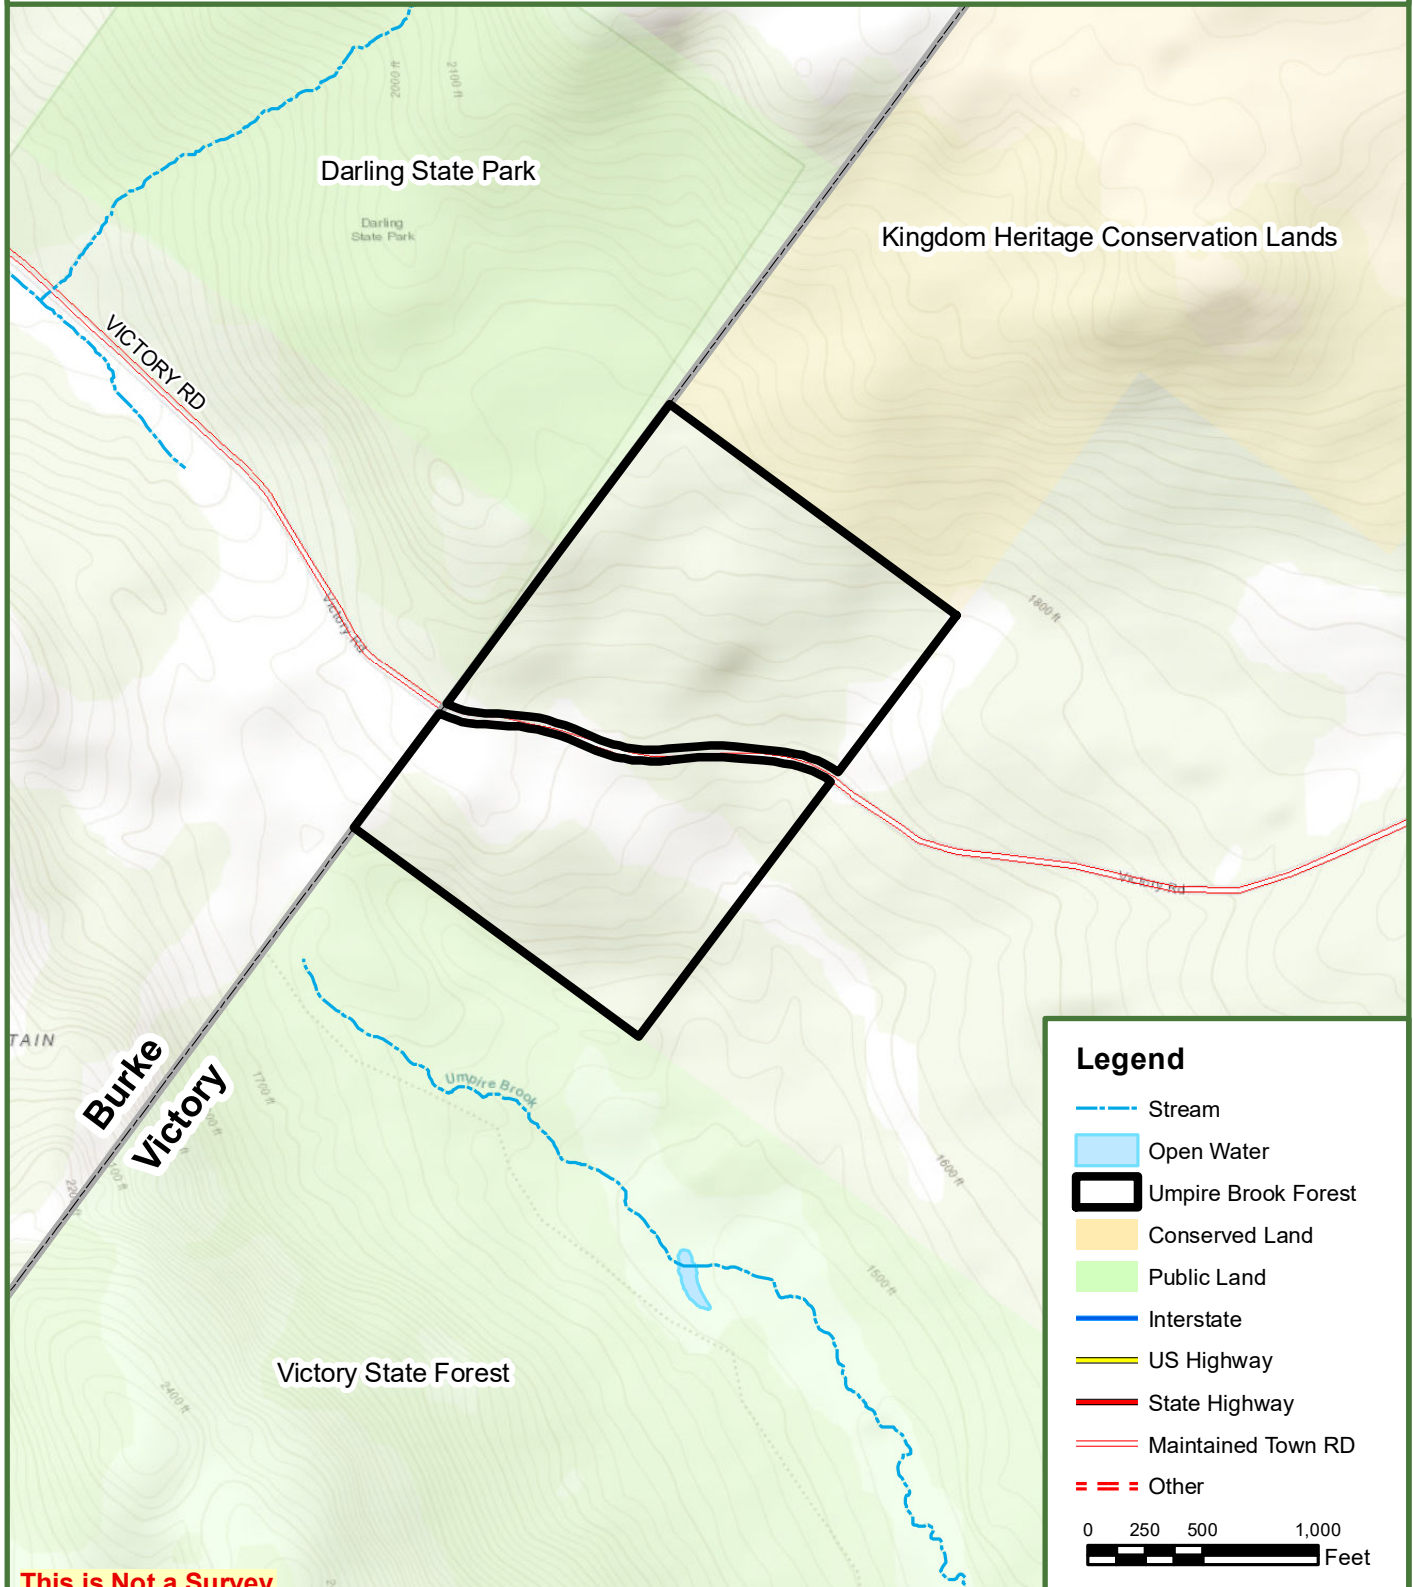 2000 ft
2100 ft
Darling State Park
Darling
State Park
Kingdom Heritage Conservation Lands
VICTORY RD
Victory Rd
1800 ft
Victory Rd
TAIN
Burke
Victory
1700 ft
Umpire Brook
1600 ft
1500 ft
Victory State Forest
2400 ft
This is Not a Survey
Legend
Stream
Open Water
Umpire Brook Forest
Conserved Land
Public Land
Interstate
US Highway
State Highway
Maintained Town RD
Other
0 250 500 1,000
Feet